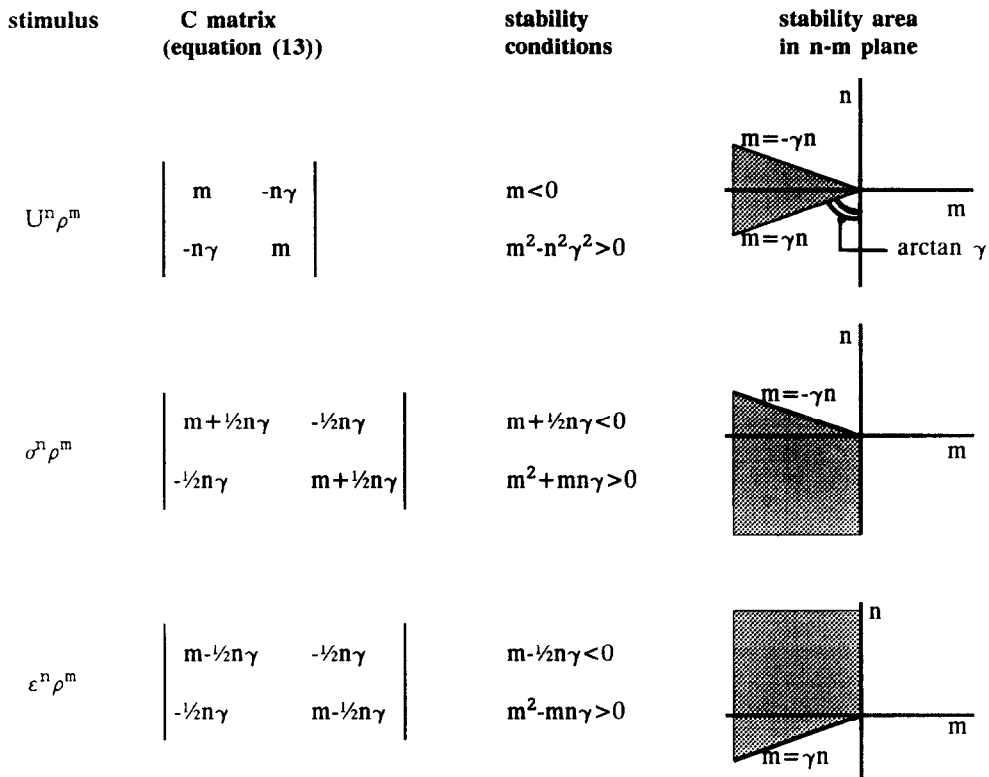 stimulus C matrix stability stability area
(equation (13)) conditions in n-m plane
n
m=-γn
m -nγ m<0
Uⁿρᵐ m
-nγ m m²-n²γ²>0 m=γn arctan γ
n
m+½nγ -½nγ m+½nγ<0 m=-γn
σⁿρᵐ m
-½nγ m+½nγ m²+mnγ>0
n
m-½nγ -½nγ m-½nγ<0
εⁿρᵐ
-½nγ m-½nγ m²-mnγ>0 m
m=γn